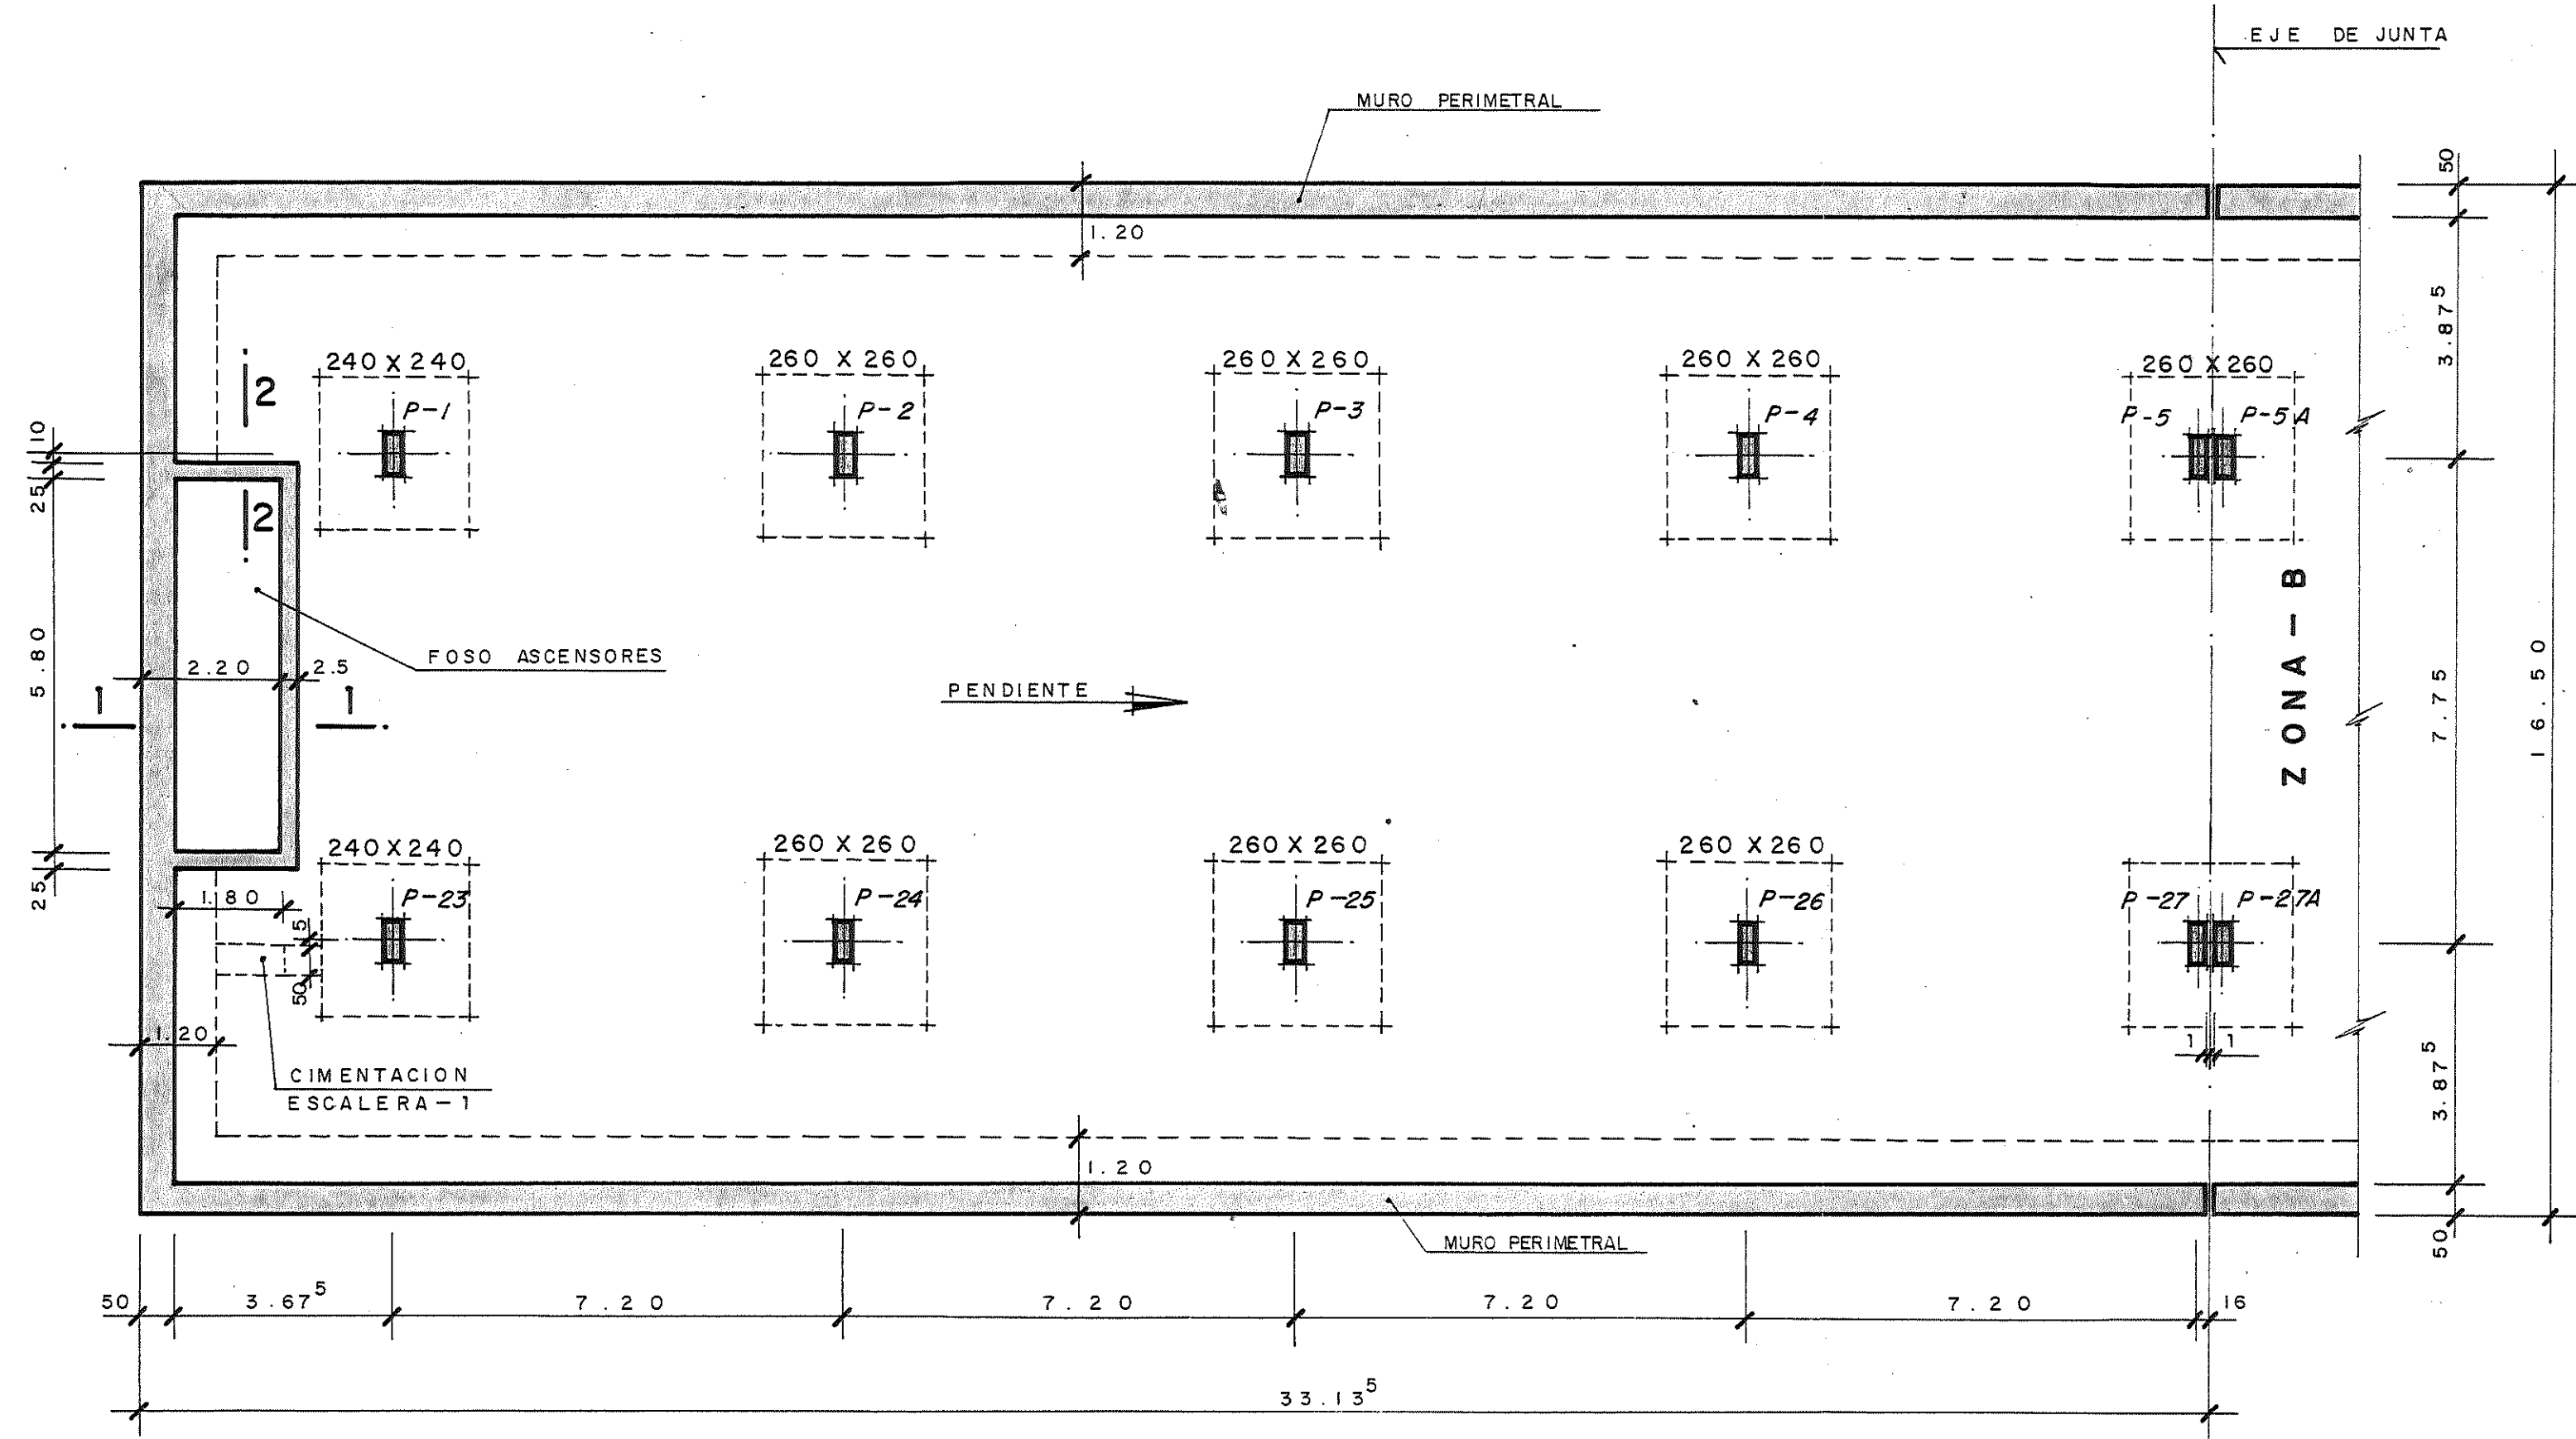 EJE DE JUNTA
MURO PERIMETRAL
50
1.20
3.87⁵
240 X 240
260 X 260
260 X 260
260 X 260
260 X 260
2
P-1
P-2
P-3
P-4
P-5
P-5A
10
25
2
ZONA-B
5.80
FOSO ASCENSORES
2.20
2.5
16.50
7.75
1
1
PENDIENTE
240 X 240
260 X 260
260 X 260
260 X 260
25
1.80
P-23
P-24
P-25
P-26
P-27
P-27A
5
50
1.20
1
1
CIMENTACION
ESCALERA-1
3.87⁵
1.20
MURO PERIMETRAL
50
50
3.67⁵
7.20
7.20
7.20
7.20
16
33.13⁵